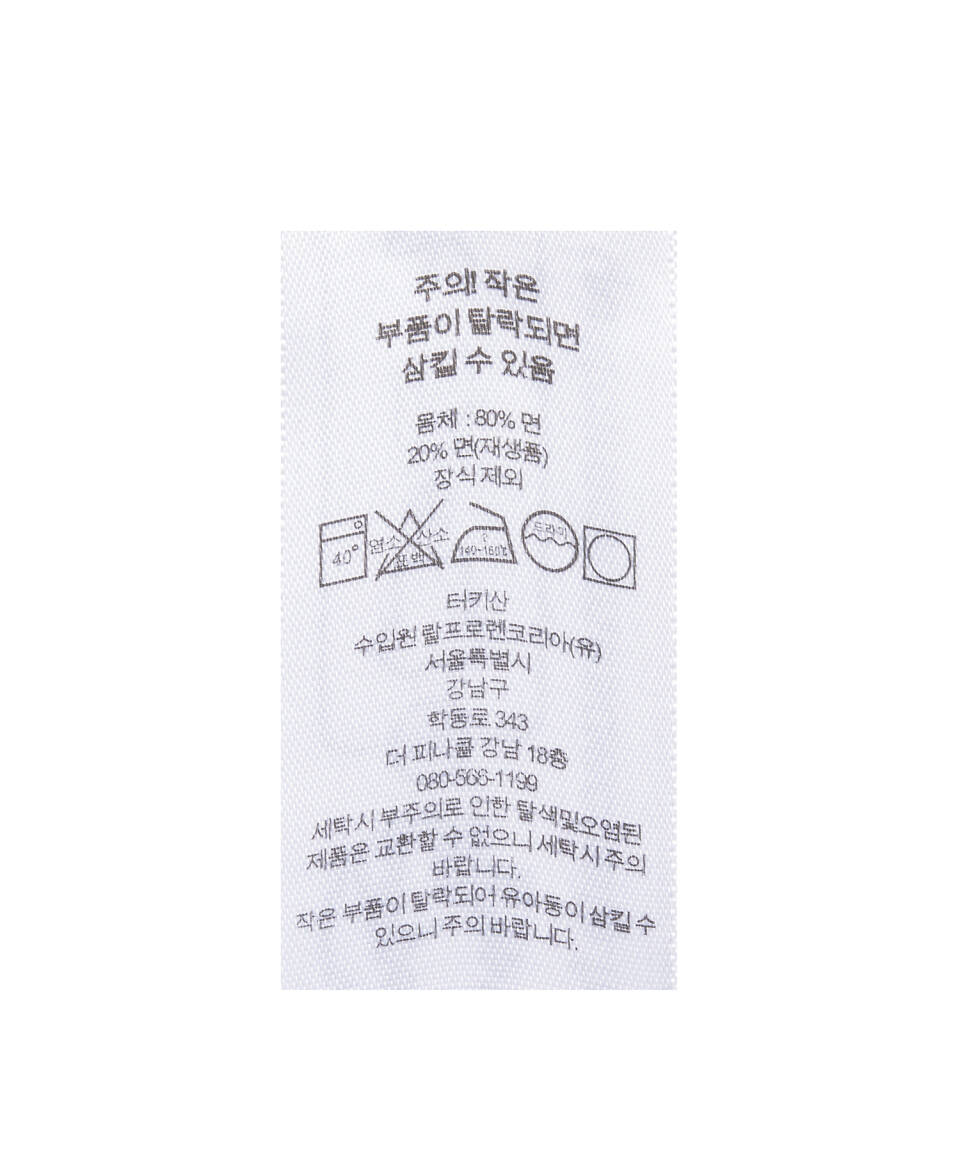 주의! 작은
부품이 탈락되면
삼킬 수 있음
몸체 : 80% 면
20% 면(재생품)
장식 제외
40° 염소 산소 표백 140-160℃ 드라이
터키산
수입원 랄프로렌코리아(유)
서울특별시
강남구
학동로 343
더 피나클 강남 18층
080-566-1199
세탁시 부주의로 인한 탈색및오염된
제품은 교환할 수 없으니 세탁시 주의
바랍니다.
작은 부품이 탈락되어 유아동이 삼킬 수
있으니 주의 바랍니다.